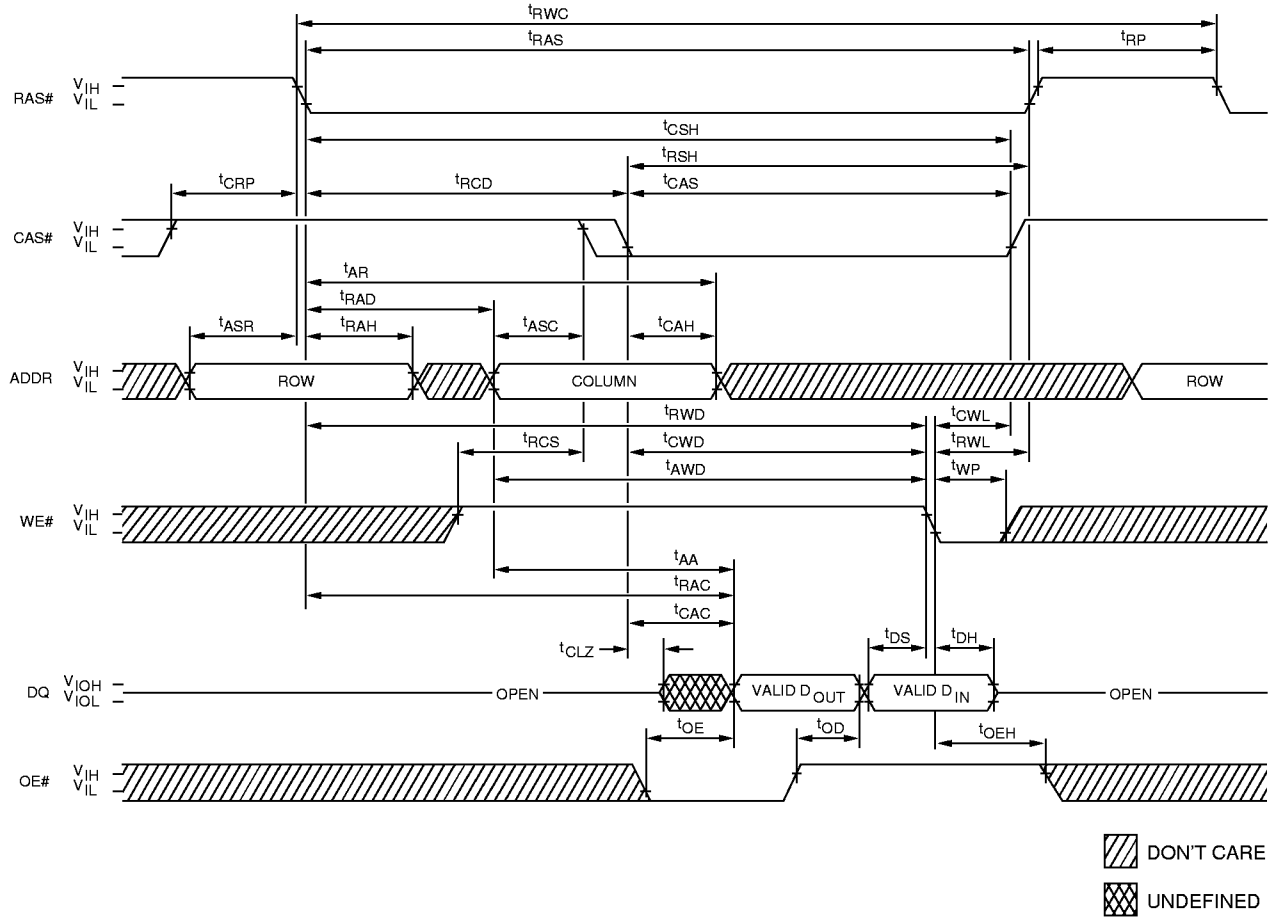 tRWC
tRAS
tRP
RAS# VIH
VIL
tCSH
tRSH
tCRP
tRCD
tCAS
CAS# VIH
VIL
tAR
tRAD
tASR
tRAH
tASC
tCAH
ADDR VIH
VIL
ROW
COLUMN
ROW
tRWD
tCWL
tRCS
tCWD
tRWL
tAWD
tWP
WE# VIH
VIL
tAA
tRAC
tCAC
tCLZ
tDS
tDH
DQ VIOH
VIOL
OPEN
VALID DOUT
VALID DIN
OPEN
tOE
tOD
tOEH
OE# VIH
VIL
DON'T CARE
UNDEFINED